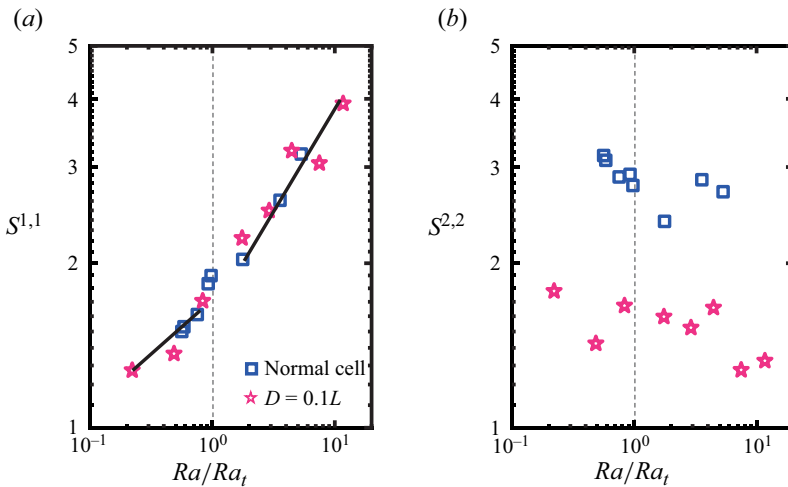 (a)
(b)
5
4
3
2
1
S^{1,1}
10^{-1}
10^0
10^1
Ra/Ra_t
Normal cell
D = 0.1L
5
4
3
2
1
S^{2,2}
10^{-1}
10^0
10^1
Ra/Ra_t